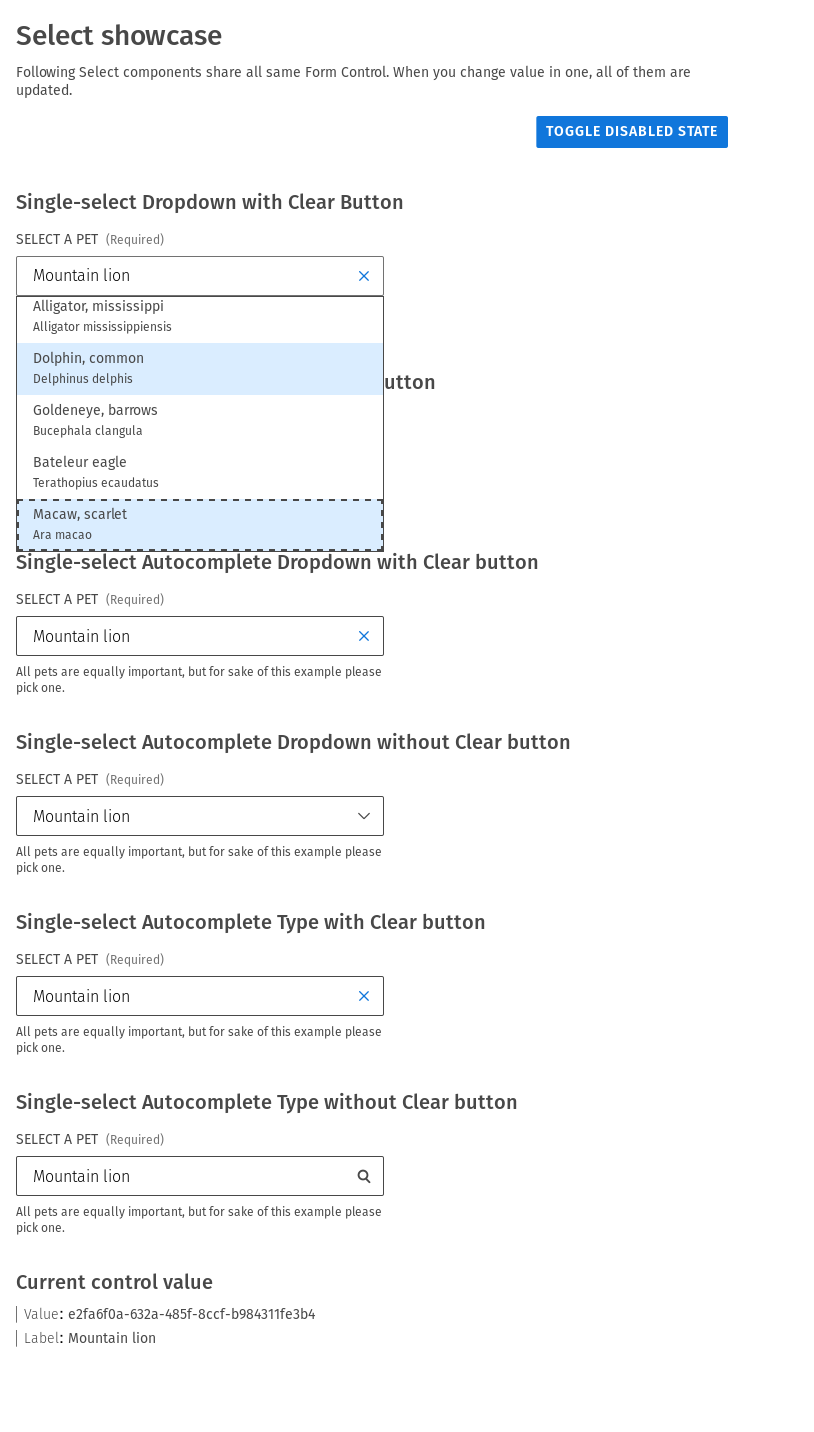 Select showcase
Following Select components share all same Form Control. When you change value in one, all of them are
updated.
TOGGLE DISABLED STATE
Single-select Dropdown with Clear Button
SELECT A PET (Required)
Mountain lion
Alligator, mississippi
Alligator mississippiensis
Dolphin, common
Delphinus delphis
utton
Goldeneye, barrows
Bucephala clangula
Bateleur eagle
Terathopius ecaudatus
Macaw, scarlet
Ara macao
Single-select Autocomplete Dropdown with Clear button
SELECT A PET (Required)
Mountain lion
All pets are equally important, but for sake of this example please
pick one.
Single-select Autocomplete Dropdown without Clear button
SELECT A PET (Required)
Mountain lion
All pets are equally important, but for sake of this example please
pick one.
Single-select Autocomplete Type with Clear button
SELECT A PET (Required)
Mountain lion
All pets are equally important, but for sake of this example please
pick one.
Single-select Autocomplete Type without Clear button
SELECT A PET (Required)
Mountain lion
All pets are equally important, but for sake of this example please
pick one.
Current control value
Value: e2fa6f0a-632a-485f-8ccf-b984311fe3b4
Label: Mountain lion